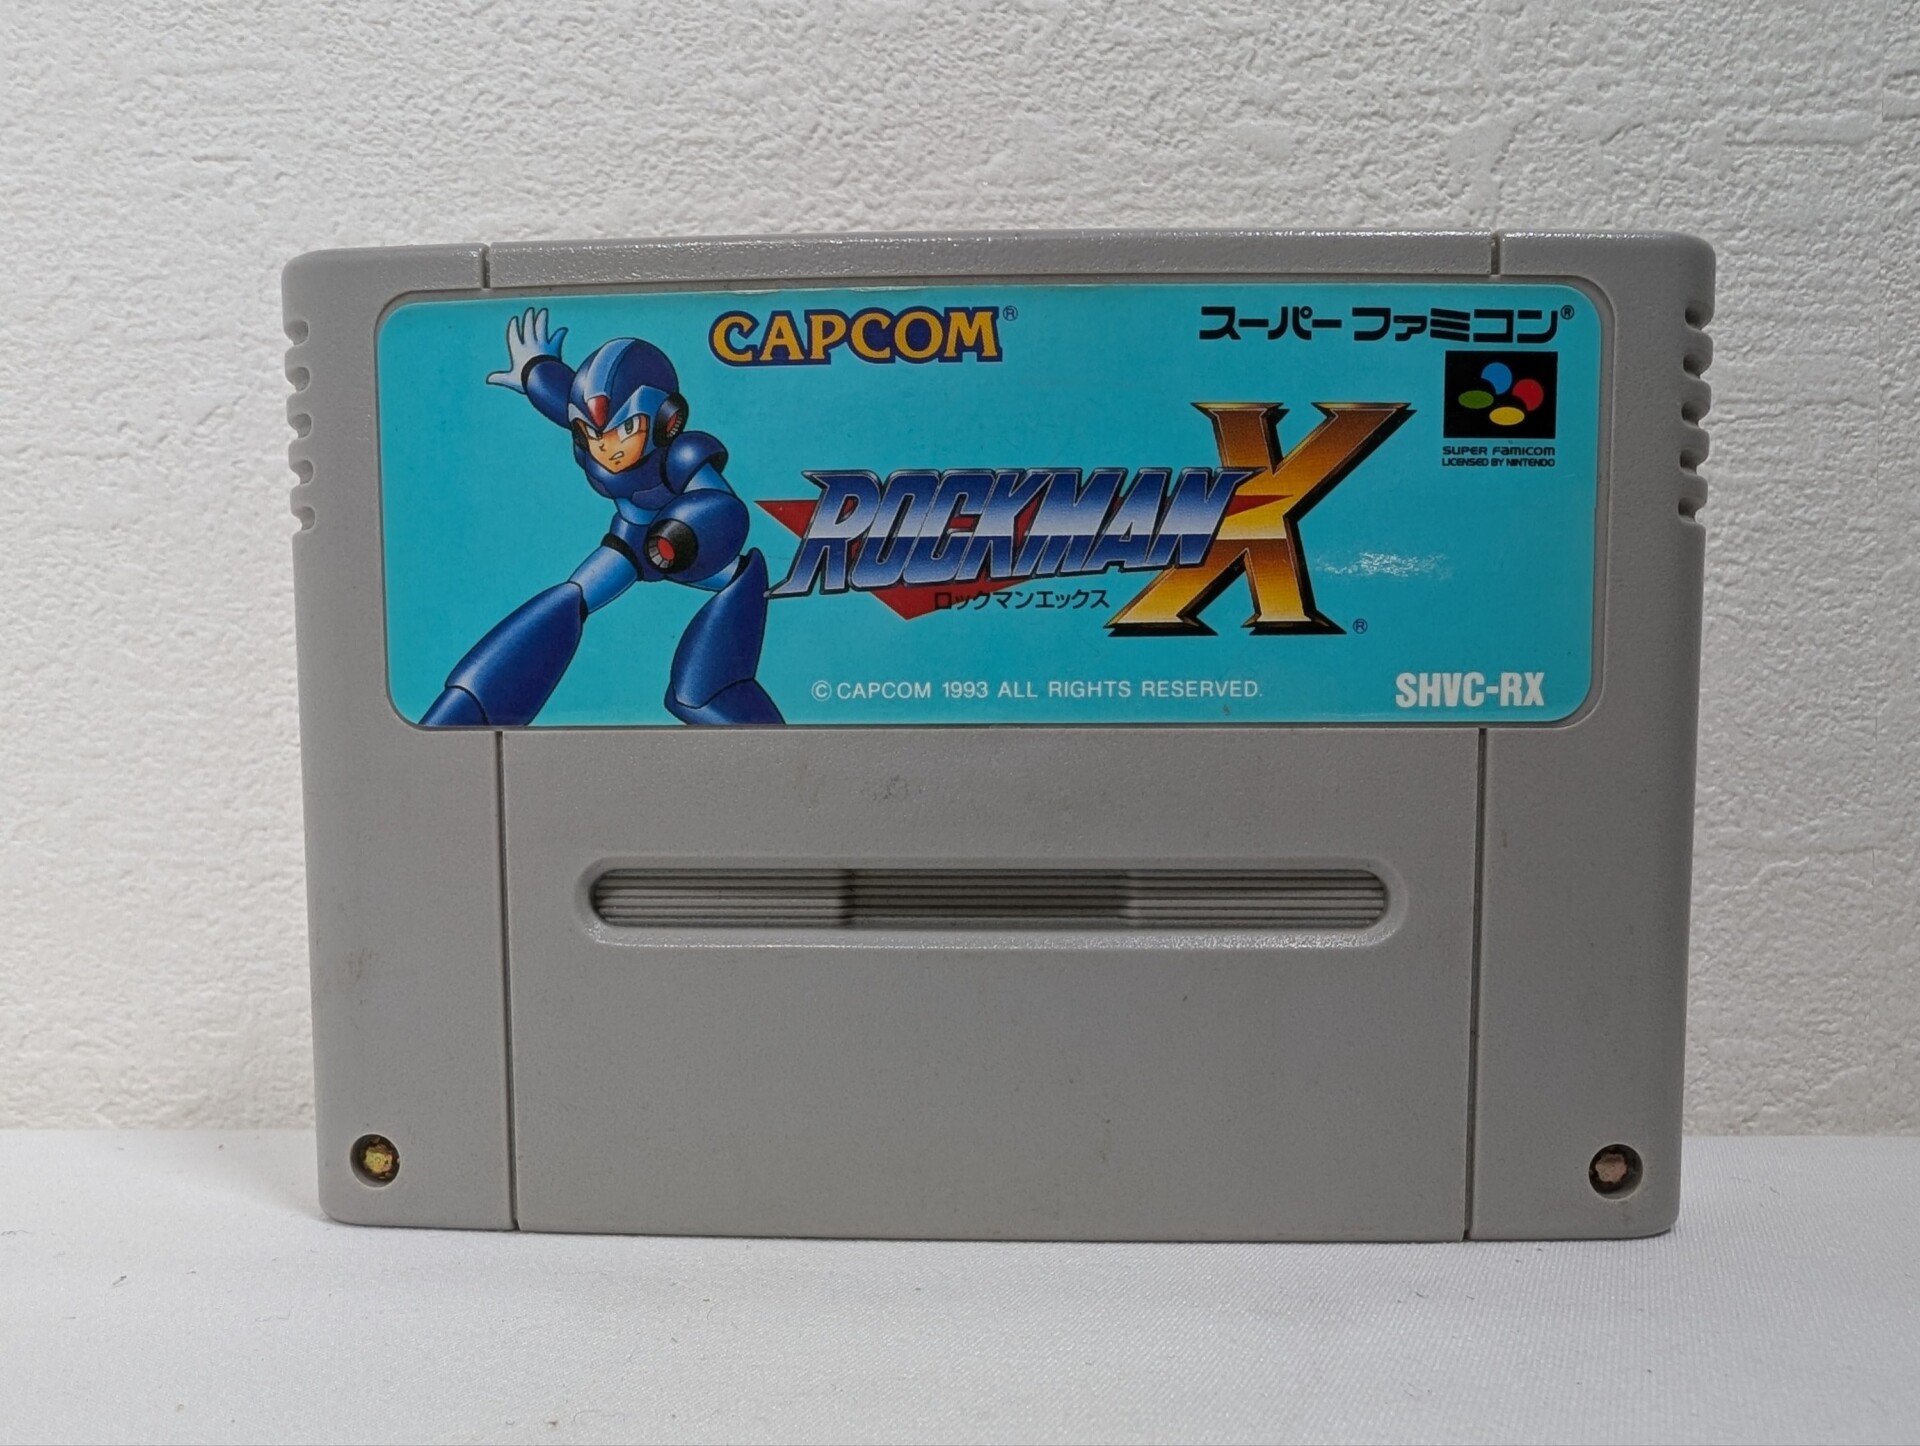 CAPCOM®
スーパーファミコン®
SUPER FAMICOM
LICENSED BY NINTENDO
ROCKMAN X
ロックマンエックス
®
© CAPCOM 1993 ALL RIGHTS RESERVED.
SHVC-RX